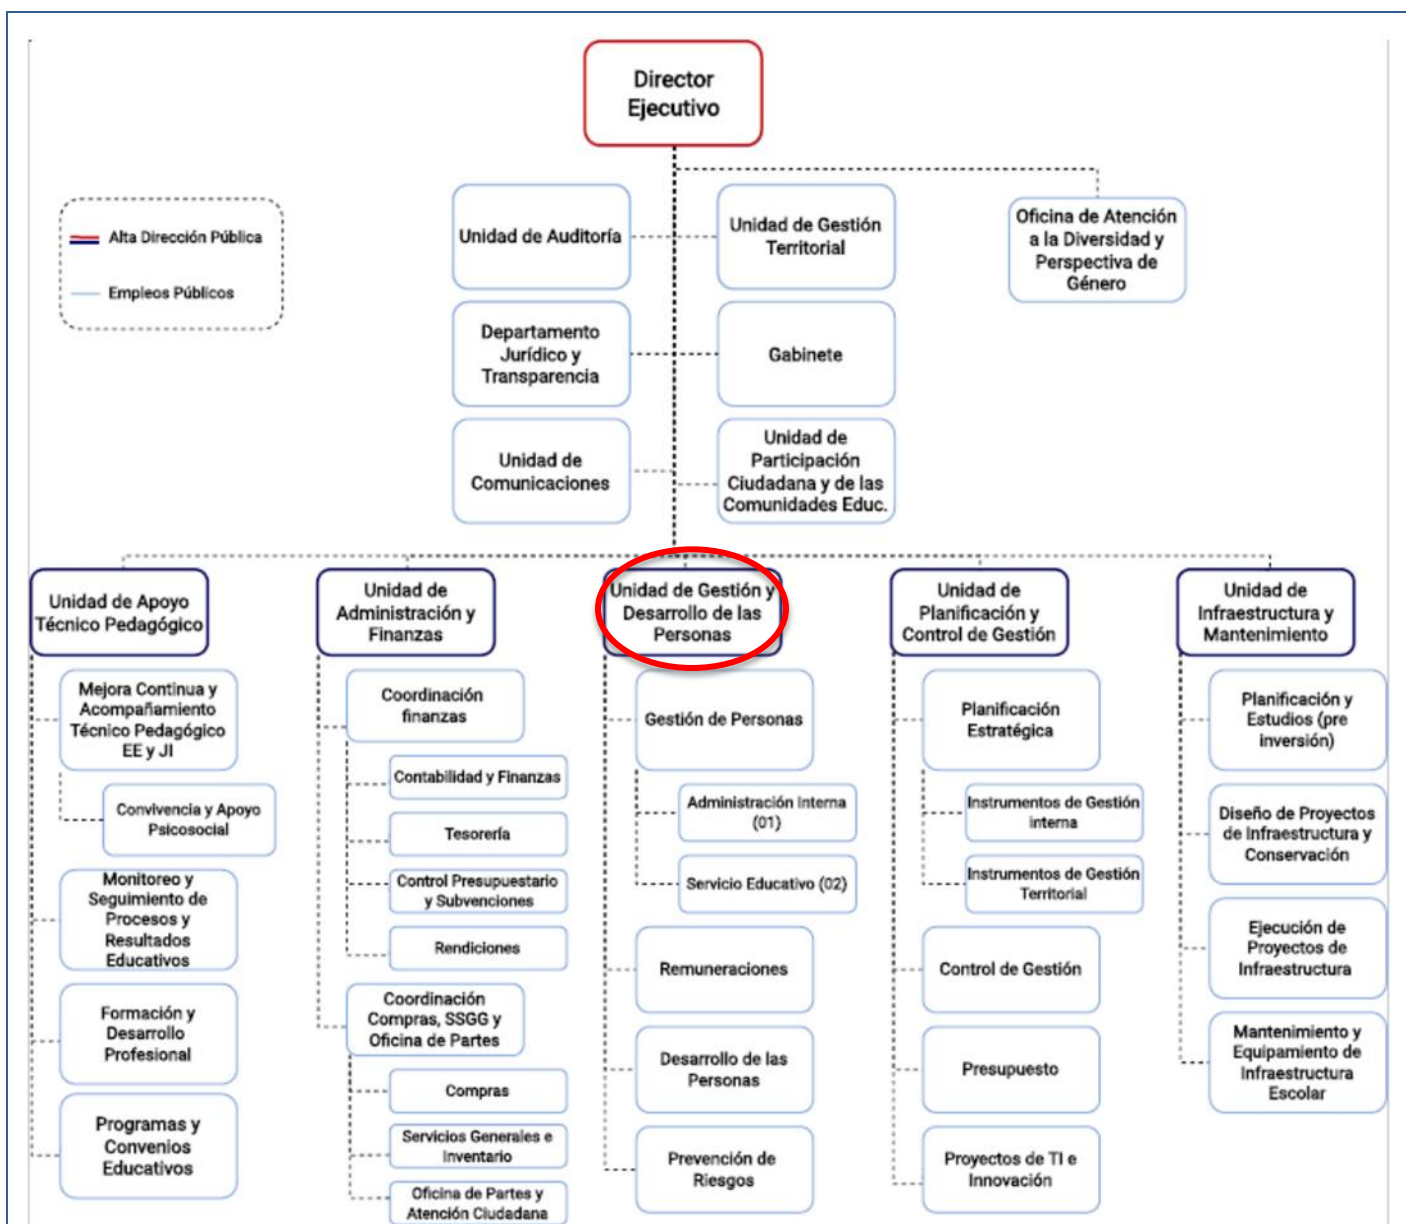 Director
Ejecutivo
Alta Dirección Pública
Empleos Públicos
Unidad de Auditoría
Unidad de Gestión
Territorial
Oficina de Atención
a la Diversidad y
Perspectiva de
Género
Departamento
Jurídico y
Transparencia
Gabinete
Unidad de
Comunicaciones
Unidad de
Participación
Ciudadana y de las
Comunidades Educ.
Unidad de Apoyo
Técnico Pedagógico
Mejora Continua y
Acompañamiento
Técnico Pedagógico
EE y JI
Convivencia y Apoyo
Psicosocial
Monitoreo y
Seguimiento de
Procesos y
Resultados
Educativos
Formación y
Desarrollo
Profesional
Programas y
Convenios
Educativos
Unidad de
Administración y
Finanzas
Coordinación
finanzas
Contabilidad y Finanzas
Tesorería
Control Presupuestario
y Subvenciones
Rendiciones
Coordinación
Compras, SSGG y
Oficina de Partes
Compras
Servicios Generales e
Inventario
Oficina de Partes y
Atención Ciudadana
Unidad de Gestión y
Desarrollo de las
Personas
Gestión de Personas
Administración Interna
(01)
Servicio Educativo (02)
Remuneraciones
Desarrollo de las
Personas
Prevención de
Riesgos
Unidad de
Planificación y
Control de Gestión
Planificación
Estratégica
Instrumentos de Gestión
interna
Instrumentos de Gestión
Territorial
Control de Gestión
Presupuesto
Proyectos de TI e
Innovación
Unidad de
Infraestructura y
Mantenimiento
Planificación y
Estudios (pre
inversión)
Diseño de Proyectos
de Infraestructura y
Conservación
Ejecución de
Proyectos de
Infraestructura
Mantenimiento y
Equipamiento de
Infraestructura
Escolar